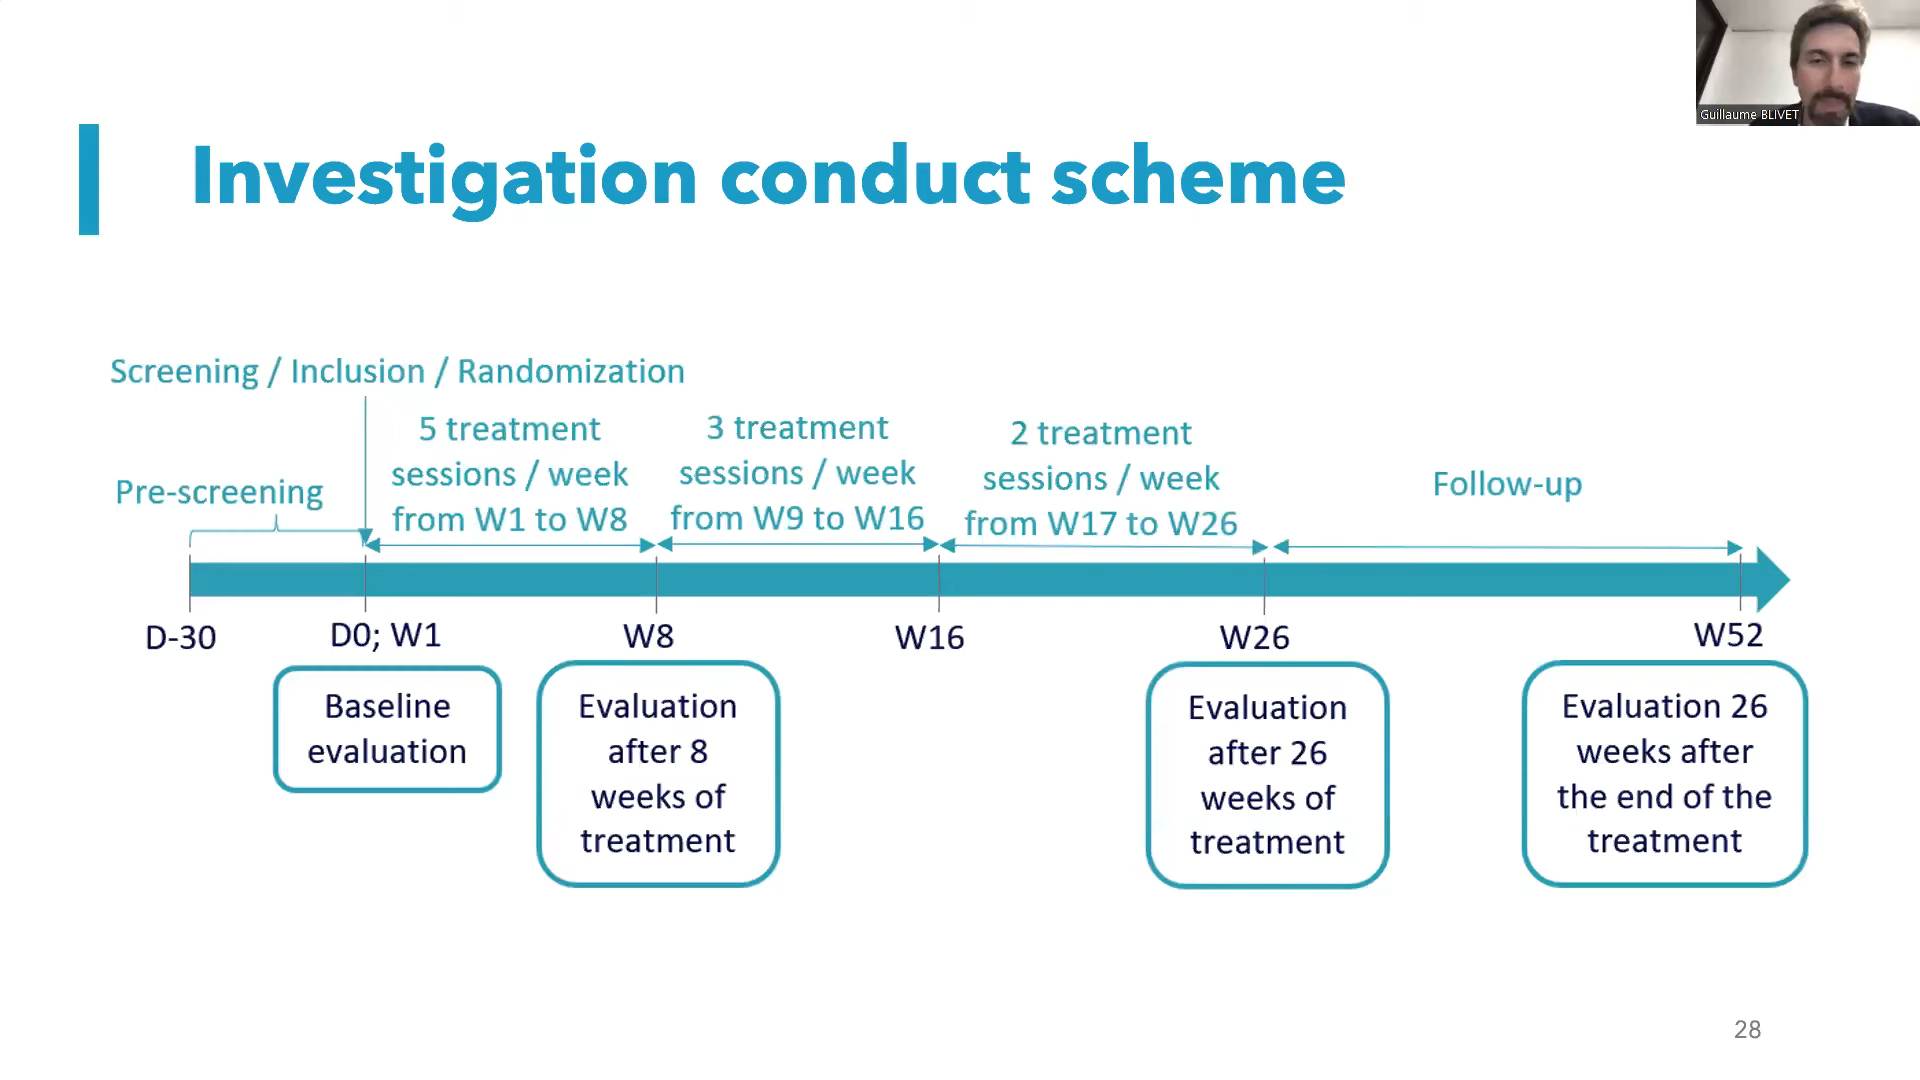 Guillaume BLIVET
Investigation conduct scheme
Screening / Inclusion / Randomization
Pre-screening
5 treatment
sessions / week
from W1 to W8
3 treatment
sessions / week
from W9 to W16
2 treatment
sessions / week
from W17 to W26
Follow-up
D-30
D0; W1
W8
W16
W26
W52
Baseline
evaluation
Evaluation
after 8
weeks of
treatment
Evaluation
after 26
weeks of
treatment
Evaluation 26
weeks after
the end of the
treatment
28